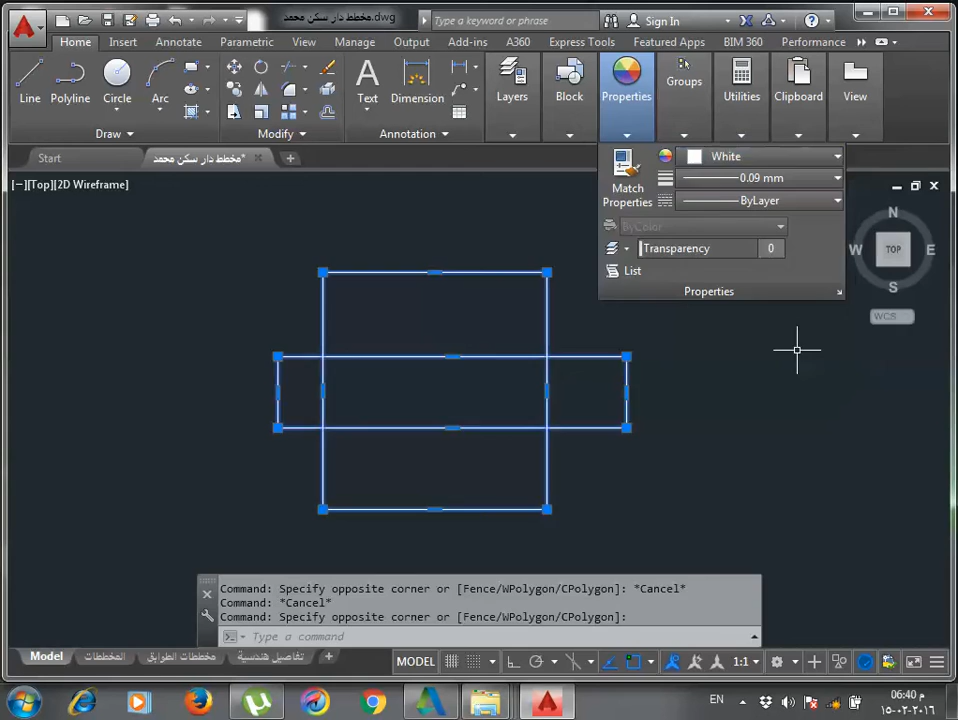 مخطط دار سكن محمد.dwg
Type a keyword or phrase
Sign In
Home Insert Annotate Parametric View Manage Output Add-ins A360 Express Tools Featured Apps BIM 360 Performance
Line Polyline Circle Arc Text Dimension Layers Block Properties Groups Utilities Clipboard View
Draw Modify Annotation
Start مخطط دار سكن محمد*
[−][Top][2D Wireframe]
White
Match Properties
0.09 mm
ByLayer
ByColor
Transparency 0
List
Properties
N
W TOP E
S
WCS
Command: Specify opposite corner or [Fence/WPolygon/CPolygon]: *Cancel*
Command: *Cancel*
Command: Specify opposite corner or [Fence/WPolygon/CPolygon]:
Type a command
Model المخططات مخططات الطوابق تفاصيل هندسية
MODEL 1:1
EN
06:40 م
١٥-٠٢-٢٠١٦